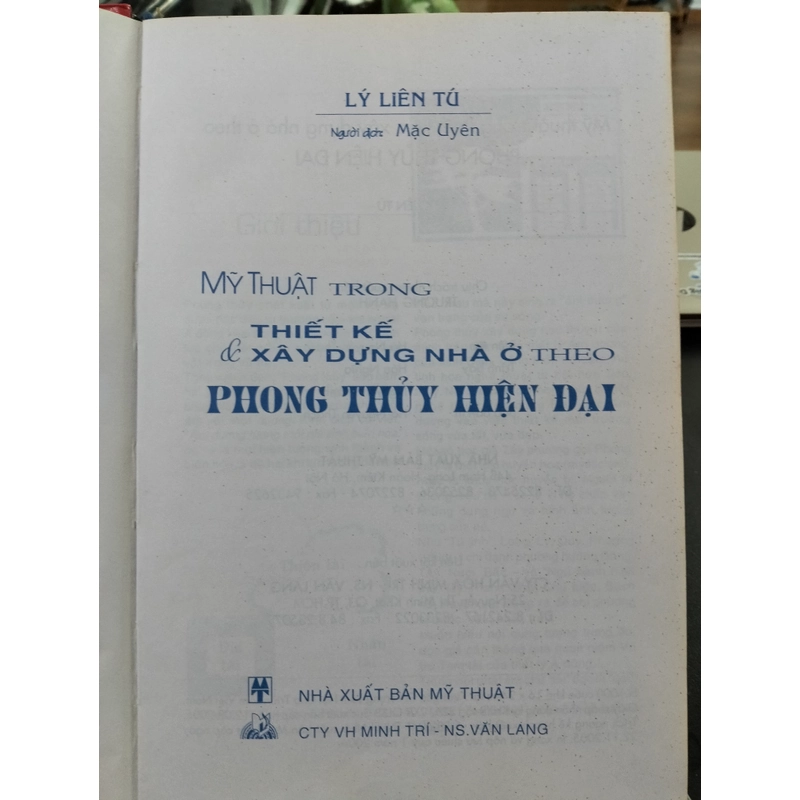 LÝ LIÊN TÚ
Người dịch: Mặc Uyên
MỸ THUẬT TRONG
THIẾT KẾ
& XÂY DỰNG NHÀ Ở THEO
PHONG THỦY HIỆN ĐẠI
NHÀ XUẤT BẢN MỸ THUẬT
CTY VH MINH TRÍ - NS.VĂN LANG